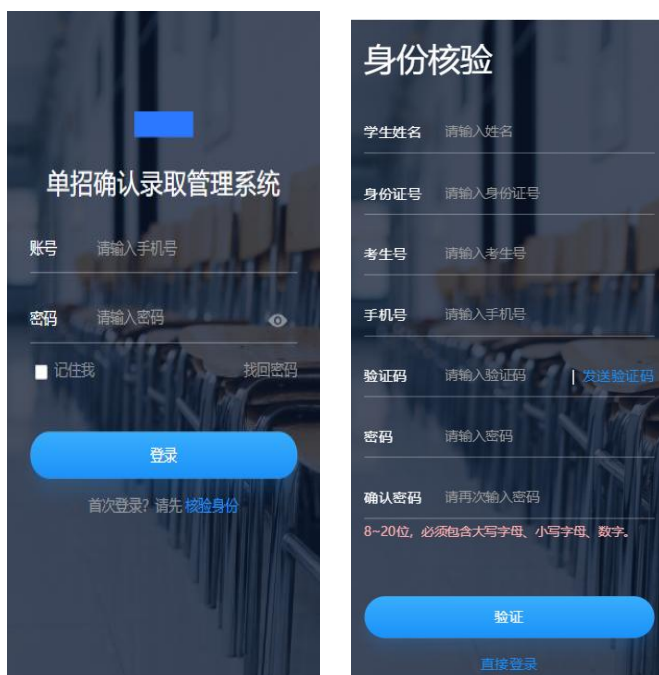 单招确认录取管理系统
账号 请输入手机号
密码 请输入密码
记住我 找回密码
登录
首次登录？请先 核验身份
身份核验
学生姓名 请输入姓名
身份证号 请输入身份证号
考生号 请输入考生号
手机号 请输入手机号
验证码 请输入验证码 | 发送验证码
密码 请输入密码
确认密码 请再次输入密码
8~20位，必须包含大写字母、小写字母、数字。
验证
直接登录